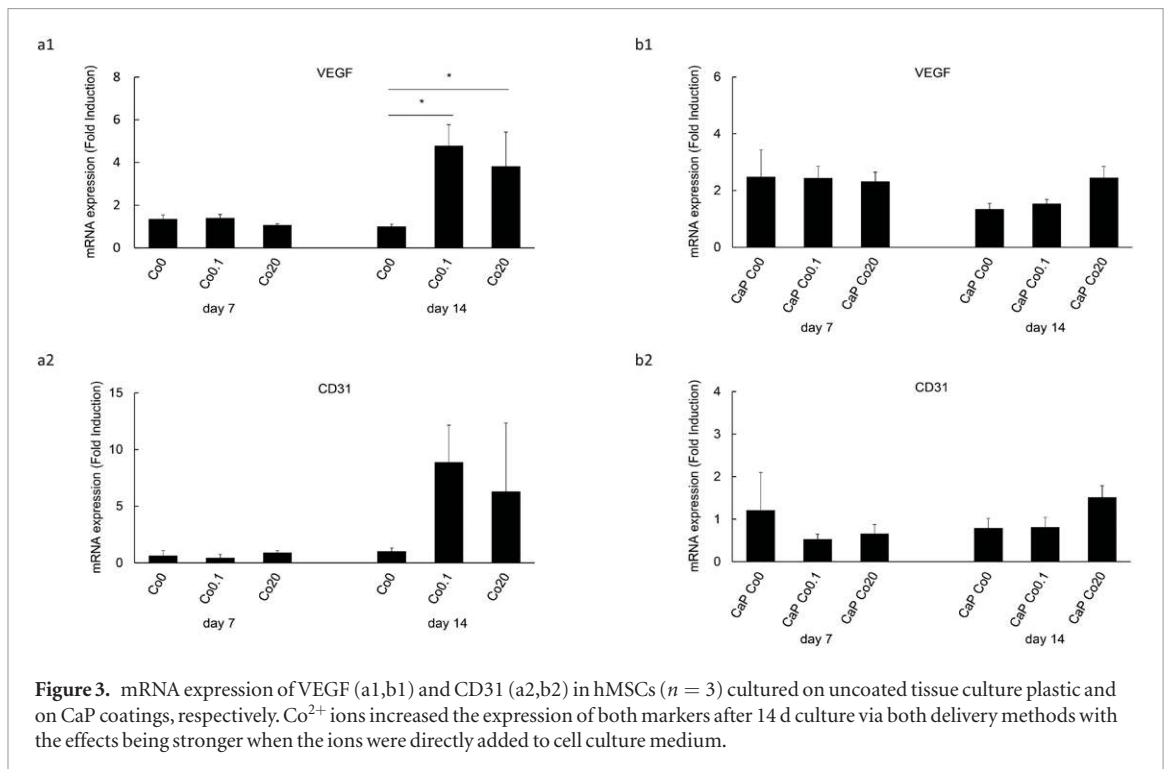 a1
VEGF
mRNA expression (Fold Induction)
8
6
4
2
0
*
*
Co0
Co0.1
Co20
Co0
Co0.1
Co20
day 7
day 14
b1
VEGF
mRNA expression (Fold Induction)
6
4
2
0
CaP Co0
CaP Co0.1
CaP Co20
CaP Co0
CaP Co0.1
CaP Co20
day 7
day 14
a2
CD31
mRNA expression (Fold Induction)
15
10
5
0
Co0
Co0.1
Co20
Co0
Co0.1
Co20
day 7
day 14
b2
CD31
mRNA expression (Fold Induction)
4
3
2
1
0
CaP Co0
CaP Co0.1
CaP Co20
CaP Co0
CaP Co0.1
CaP Co20
day 7
day 14
Figure 3. mRNA expression of VEGF (a1,b1) and CD31 (a2,b2) in hMSCs (n = 3) cultured on uncoated tissue culture plastic and
on CaP coatings, respectively. Co²⁺ ions increased the expression of both markers after 14 d culture via both delivery methods with
the effects being stronger when the ions were directly added to cell culture medium.